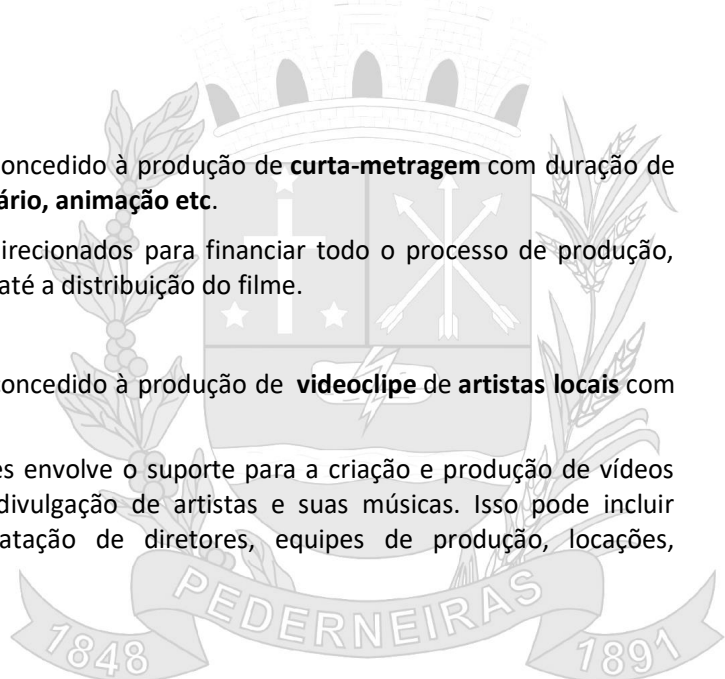 oncedido à produção de curta-metragem com duração de
ário, animação etc.
irecionados para financiar todo o processo de produção,
até a distribuição do filme.
oncedido à produção de videoclipe de artistas locais com
es envolve o suporte para a criação e produção de vídeos
divulgação de artistas e suas músicas. Isso pode incluir
atação de diretores, equipes de produção, locações,
PEDERNEIRAS
1848 1891